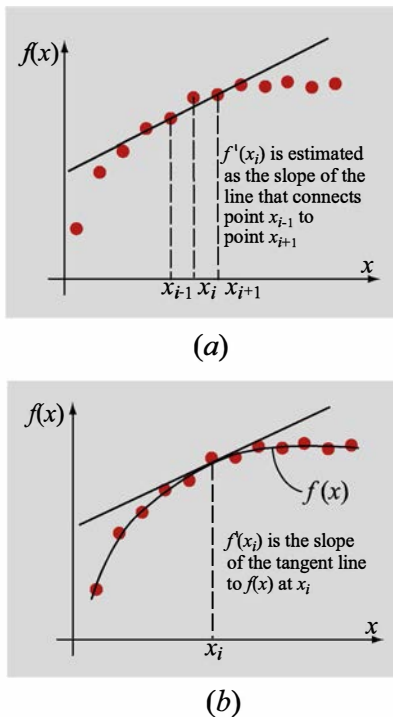 f(x)
f'(xi) is estimated
as the slope of the
line that connects
point xi-1 to
point xi+1
x
xi-1 xi xi+1
(a)
f(x)
f(x)
f'(xi) is the slope
of the tangent line
to f(x) at xi
x
xi
(b)